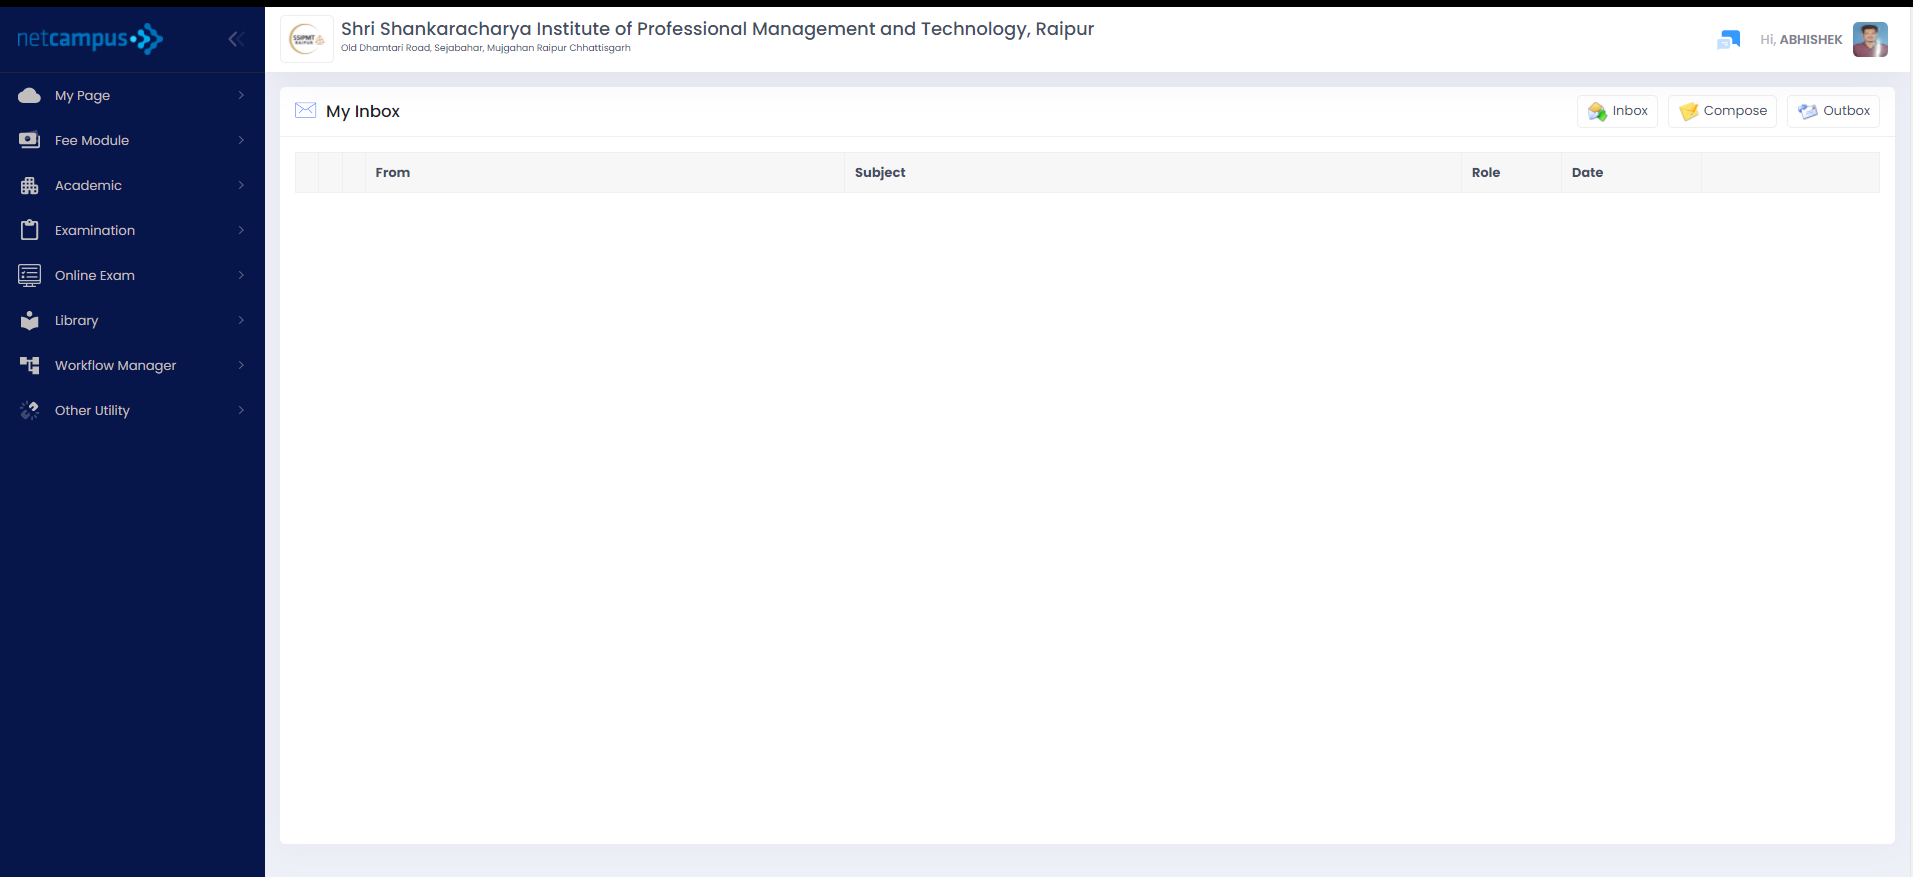 netcampus
Shri Shankaracharya Institute of Professional Management and Technology, Raipur
Old Dhamtari Road, Sejabahar, Mujgahan Raipur Chhattisgarh
SSIPMT
RAIPUR
Hi, ABHISHEK
My Page
Fee Module
Academic
Examination
Online Exam
Library
Workflow Manager
Other Utility
My Inbox
Inbox
Compose
Outbox
From
Subject
Role
Date